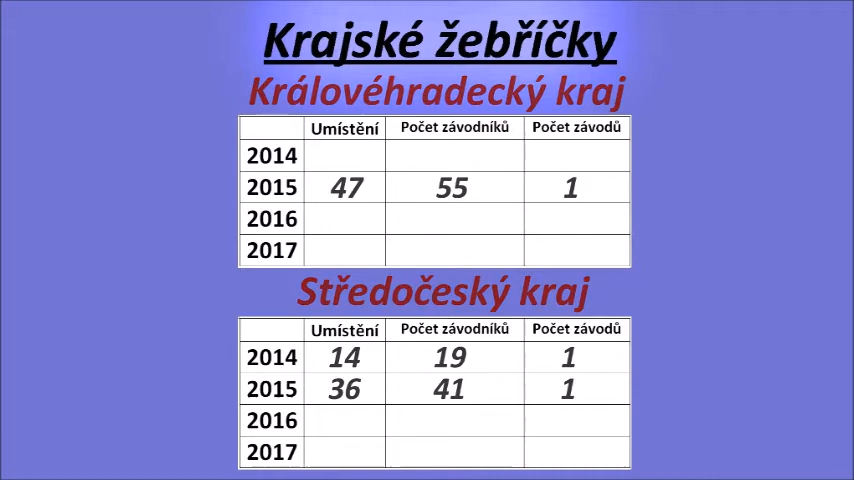 Krajské žebříčky
Královéhradecký kraj
Umístění Počet závodníků Počet závodů
2014
2015 47 55 1
2016
2017
Středočeský kraj
Umístění Počet závodníků Počet závodů
2014 14 19 1
2015 36 41 1
2016
2017